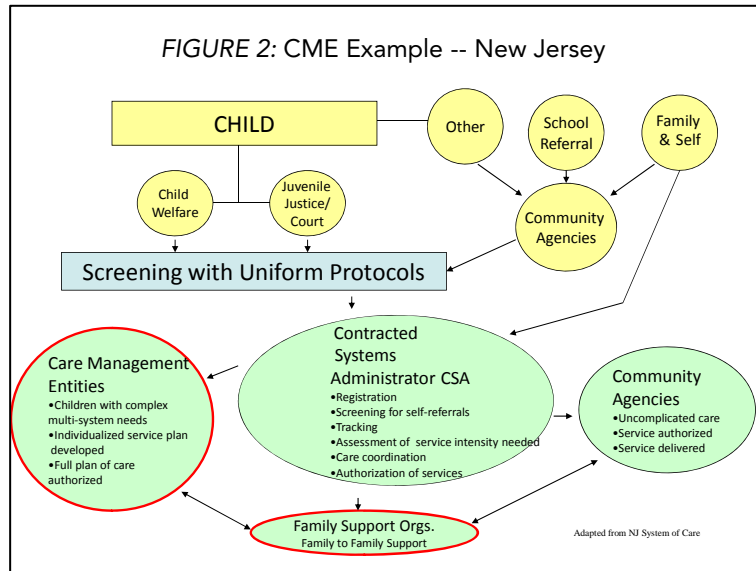 FIGURE 2: CME Example -- New Jersey
CHILD
Other
School
Referral
Family
& Self
Child
Welfare
Juvenile
Justice/
Court
Community
Agencies
Screening with Uniform Protocols
Contracted
Systems
Administrator CSA
•Registration
•Screening for self-referrals
•Tracking
•Assessment of service intensity needed
•Care coordination
•Authorization of services
Care Management
Entities
•Children with complex
multi-system needs
•Individualized service plan
developed
•Full plan of care
authorized
Community
Agencies
•Uncomplicated care
•Service authorized
•Service delivered
Family Support Orgs.
Family to Family Support
Adapted from NJ System of Care